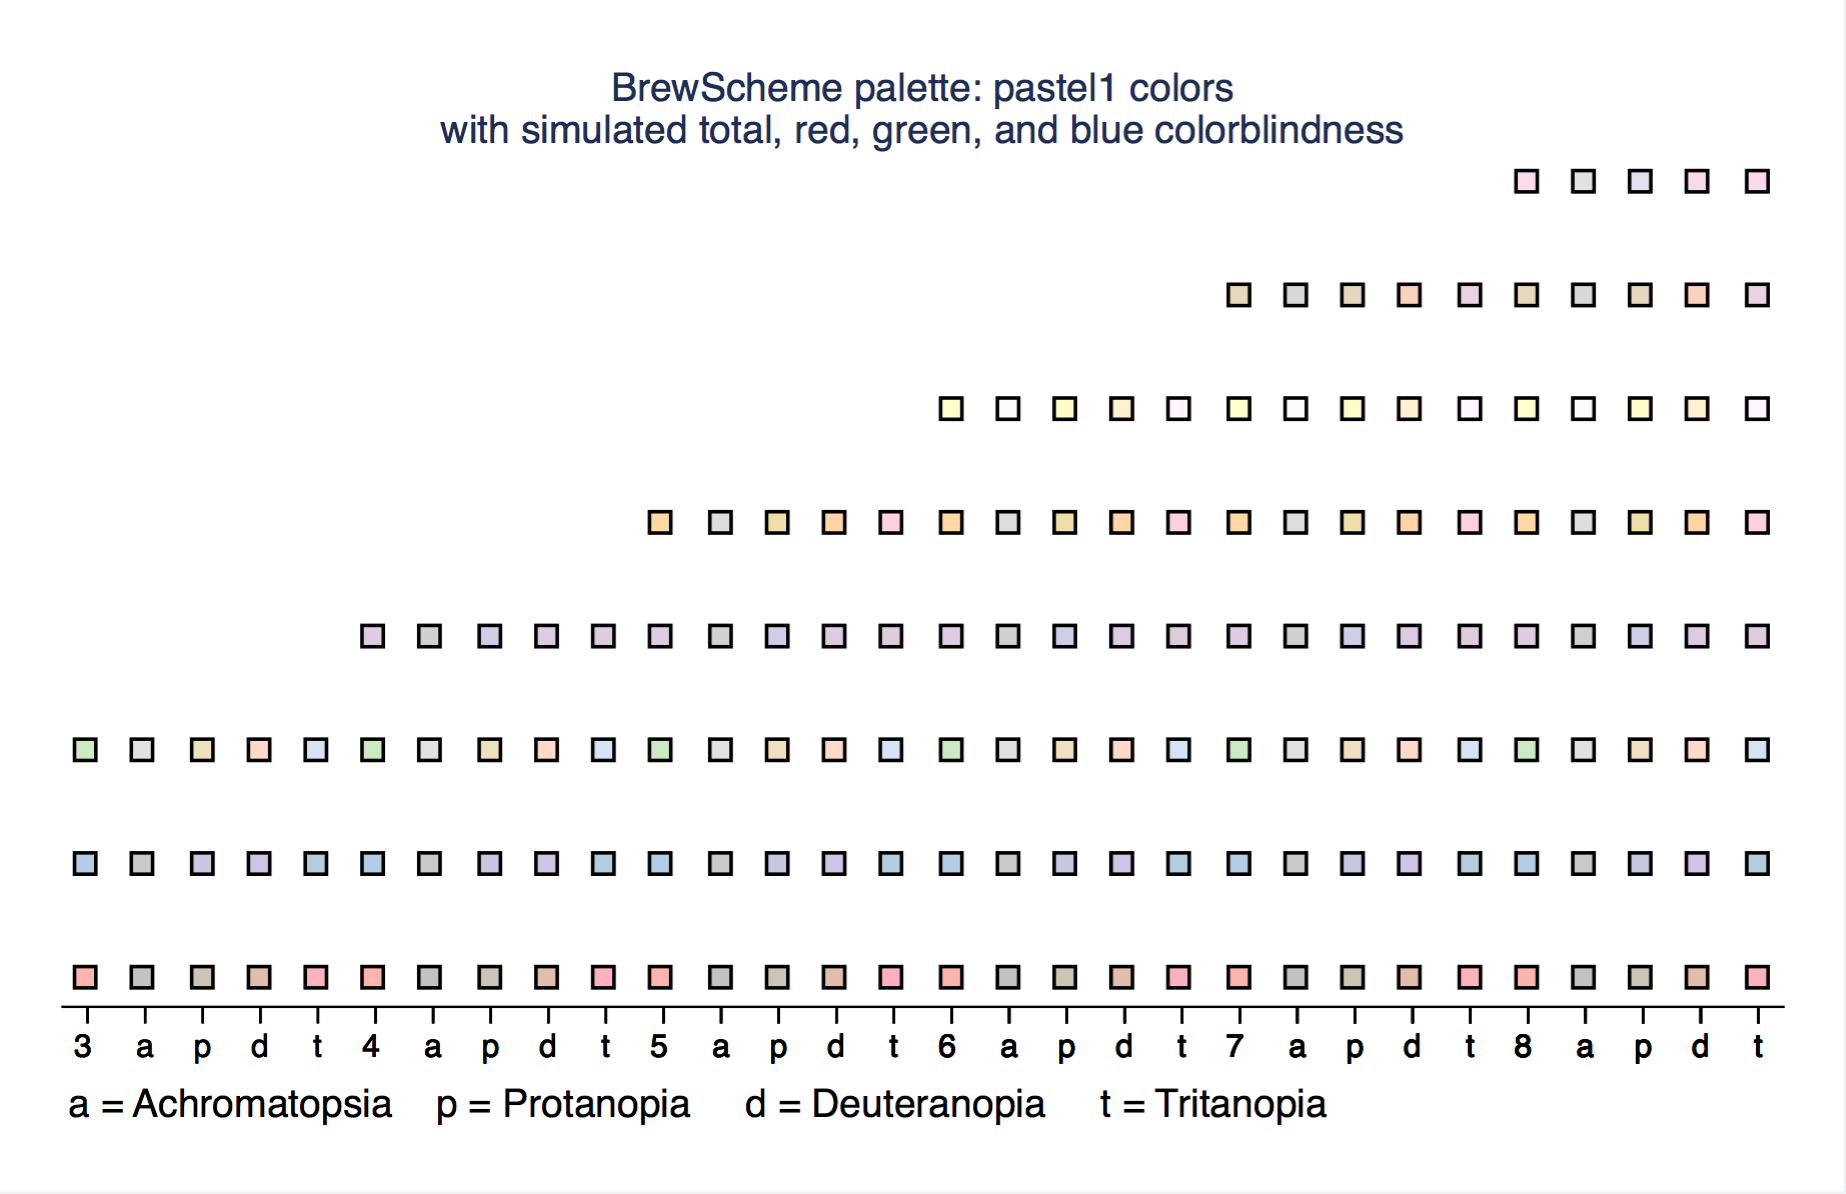 BrewScheme palette: pastel1 colors
with simulated total, red, green, and blue colorblindness
3 a p d t 4 a p d t 5 a p d t 6 a p d t 7 a p d t 8 a p d t
a = Achromatopsia p = Protanopia d = Deuteranopia t = Tritanopia